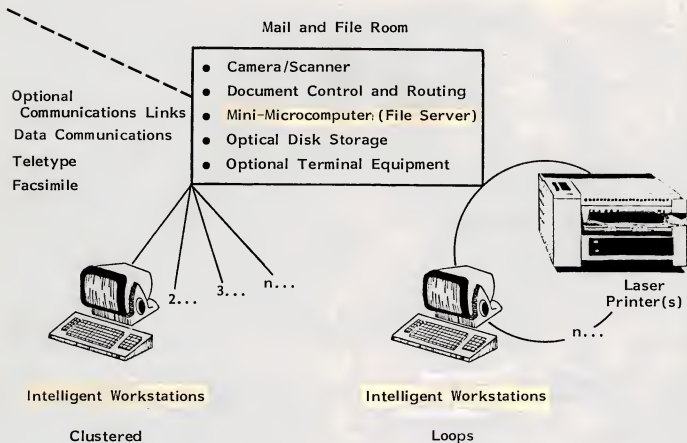 Mail and File Room
• Camera/Scanner
• Document Control and Routing
• Mini-Microcomputer (File Server)
• Optical Disk Storage
• Optional Terminal Equipment
Optional
Communications Links
Data Communications
Teletype
Facsimile
2...
3...
n...
Laser
Printer(s)
n...
Intelligent Workstations
Intelligent Workstations
Clustered
Loops